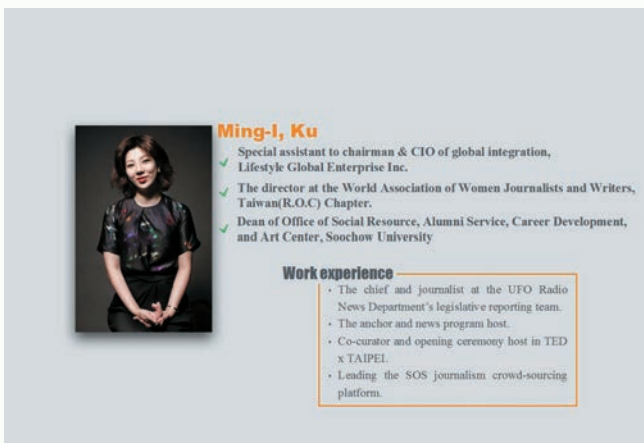 Ming-I, Ku
Special assistant to chairman & CIO of global integration,
Lifestyle Global Enterprise Inc.
The director at the World Association of Women Journalists and Writers,
Taiwan(R.O.C) Chapter.
Dean of Office of Social Resource, Alumni Service, Career Development,
and Art Center, Soochow University
Work experience
• The chief and journalist at the UFO Radio
News Department's legislative reporting team.
• The anchor and news program host.
• Co-curator and opening ceremony host in TED
x TAIPEI.
• Leading the SOS journalism crowd-sourcing
platform.